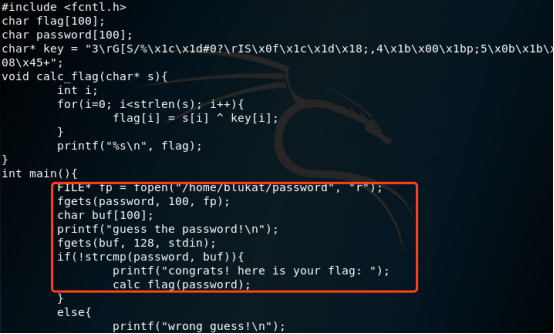 #include <fcntl.h>
char flag[100];
char password[100];
char* key = "3\rG[S/%\x1c\x1d#0?\rIS\x0f\x1c\x1d\x18;,4\x1b\x00\x1bp;5\x0b\x1b\x
08\x45+";
void calc_flag(char* s){
        int i;
        for(i=0; i<strlen(s); i++){
                flag[i] = s[i] ^ key[i];
        }
        printf("%s\n", flag);
}
int main(){
        FILE* fp = fopen("/home/blukat/password", "r");
        fgets(password, 100, fp);
        char buf[100];
        printf("guess the password!\n");
        fgets(buf, 128, stdin);
        if(!strcmp(password, buf)){
                printf("congrats! here is your flag: ");
                calc_flag(password);
        }
        else{
                printf("wrong guess!\n");